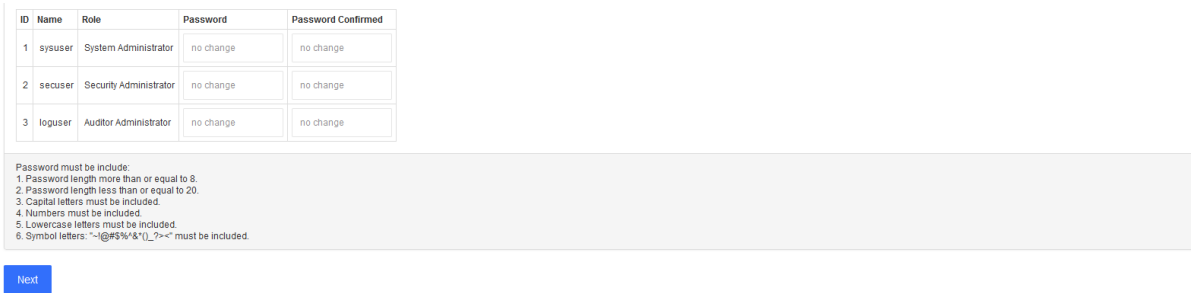 ID Name Role Password Password Confirmed
1 sysuser System Administrator no change no change
2 secuser Security Administrator no change no change
3 loguser Auditor Administrator no change no change
Password must be include:
1. Password length more than or equal to 8.
2. Password length less than or equal to 20.
3. Capital letters must be included.
4. Numbers must be included.
5. Lowercase letters must be included.
6. Symbol letters: "~!@#$%^&*()_?><" must be included.
Next